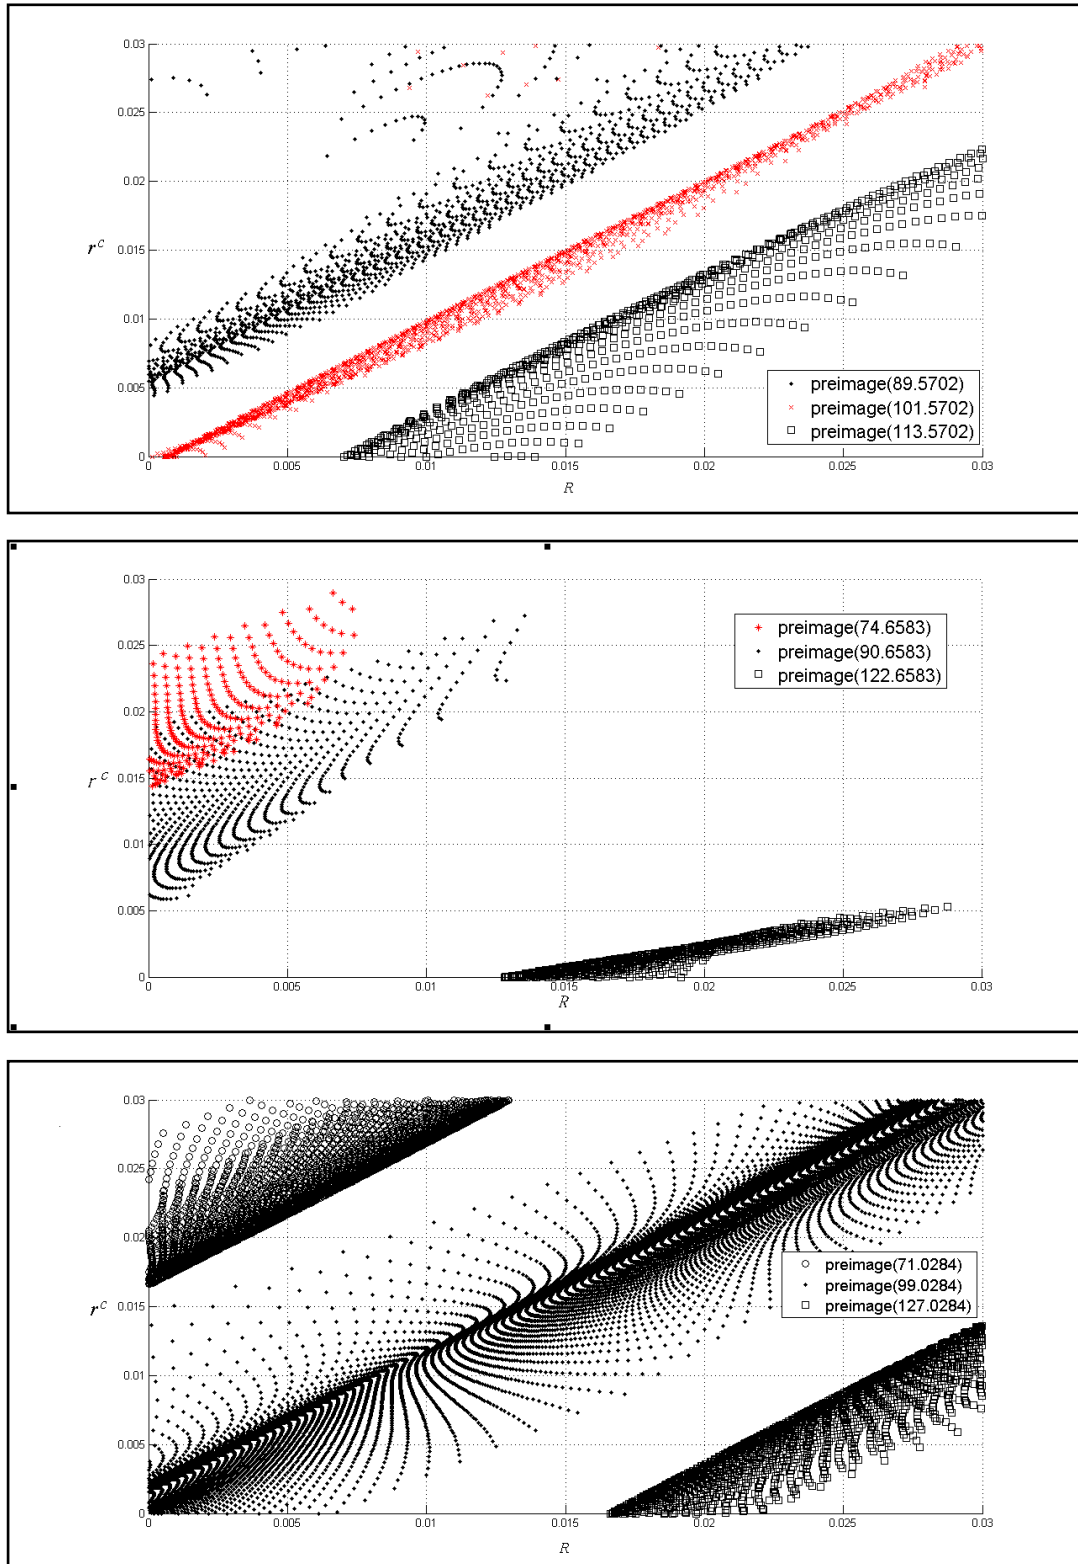 0.03
0.025
0.02
r^c
0.015
0.01
0.005
0
preimage(89.5702)
preimage(101.5702)
preimage(113.5702)
0 0.005 0.01 0.015 0.02 0.025 0.03
R
0.03
0.025
0.02
r^c
0.015
0.01
0.005
0
preimage(74.6583)
preimage(90.6583)
preimage(122.6583)
0 0.005 0.01 0.015 0.02 0.025 0.03
R
0.03
0.025
0.02
r^c
0.015
0.01
0.005
0
preimage(71.0284)
preimage(99.0284)
preimage(127.0284)
0 0.005 0.01 0.015 0.02 0.025 0.03
R